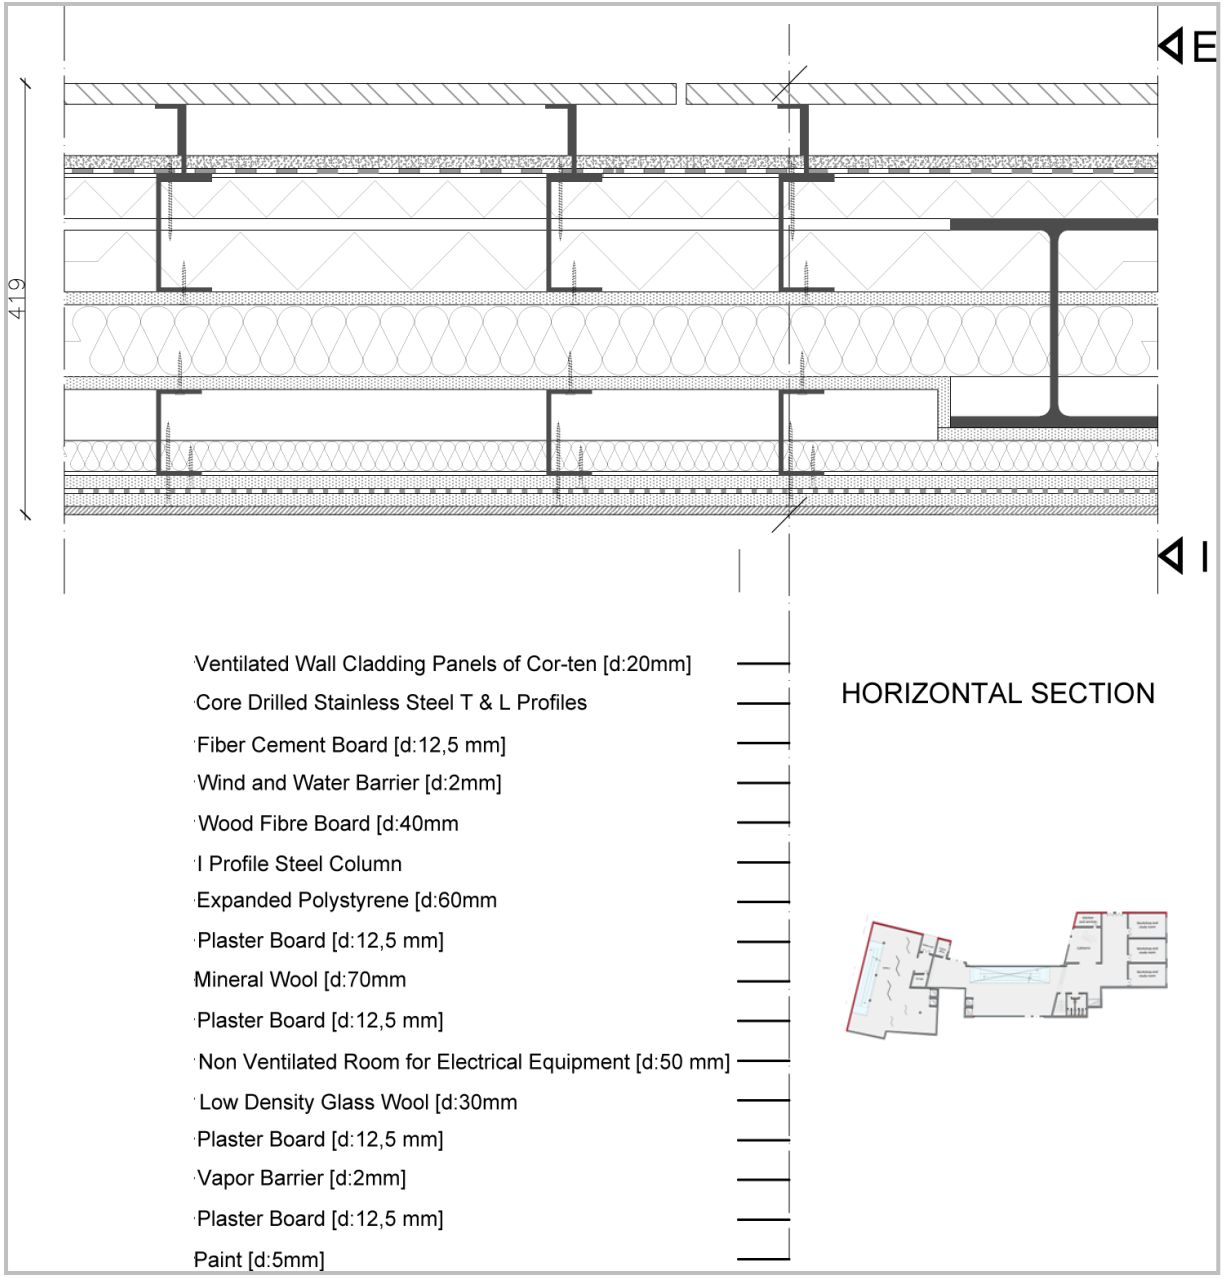 E
419
I
Ventilated Wall Cladding Panels of Cor-ten [d:20mm]
HORIZONTAL SECTION
Core Drilled Stainless Steel T & L Profiles
Fiber Cement Board [d:12,5 mm]
Wind and Water Barrier [d:2mm]
Wood Fibre Board [d:40mm
I Profile Steel Column
Expanded Polystyrene [d:60mm
Plaster Board [d:12,5 mm]
Mineral Wool [d:70mm
Plaster Board [d:12,5 mm]
Non Ventilated Room for Electrical Equipment [d:50 mm]
Low Density Glass Wool [d:30mm
Plaster Board [d:12,5 mm]
Vapor Barrier [d:2mm]
Plaster Board [d:12,5 mm]
Paint [d:5mm]